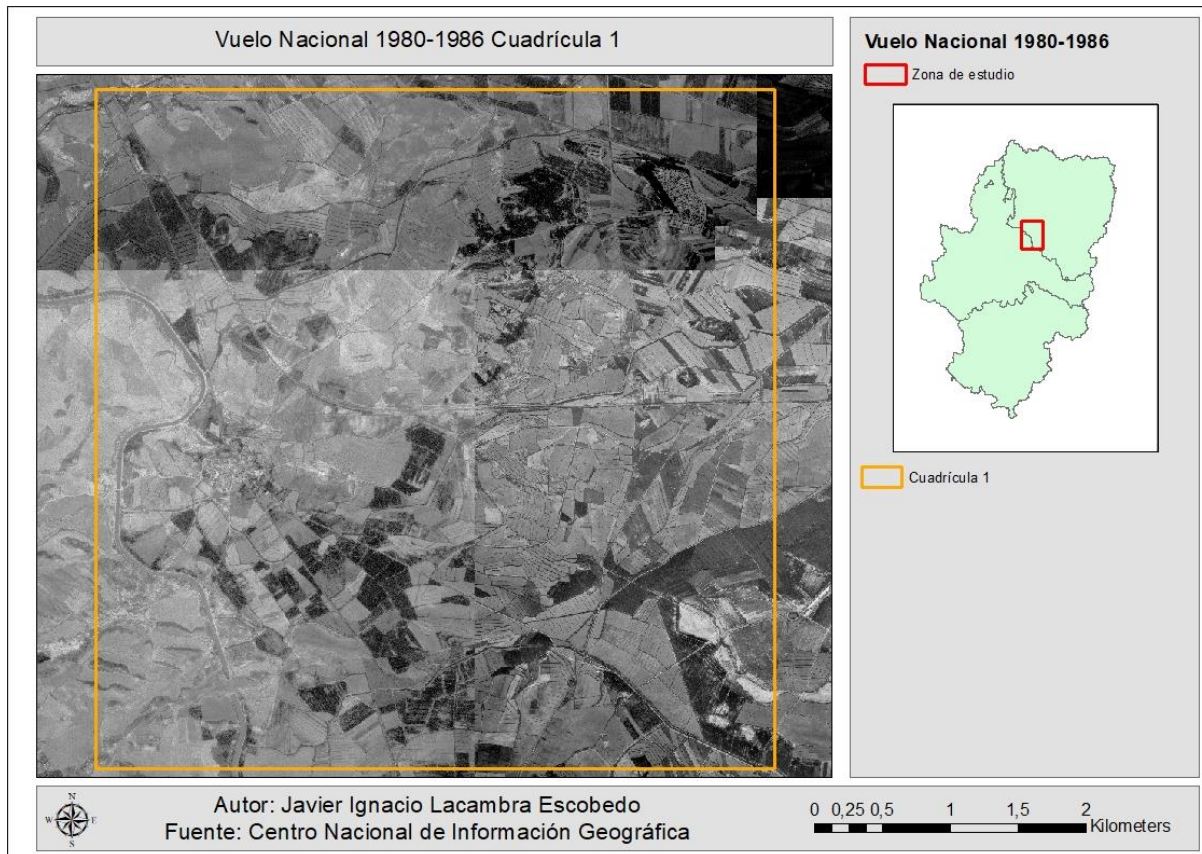 Vuelo Nacional 1980-1986 Cuadrícula 1
Vuelo Nacional 1980-1986
Zona de estudio
Cuadrícula 1
N
W E
S
Autor: Javier Ignacio Lacambra Escobedo
Fuente: Centro Nacional de Información Geográfica
0 0,25 0,5 1 1,5 2
Kilometers